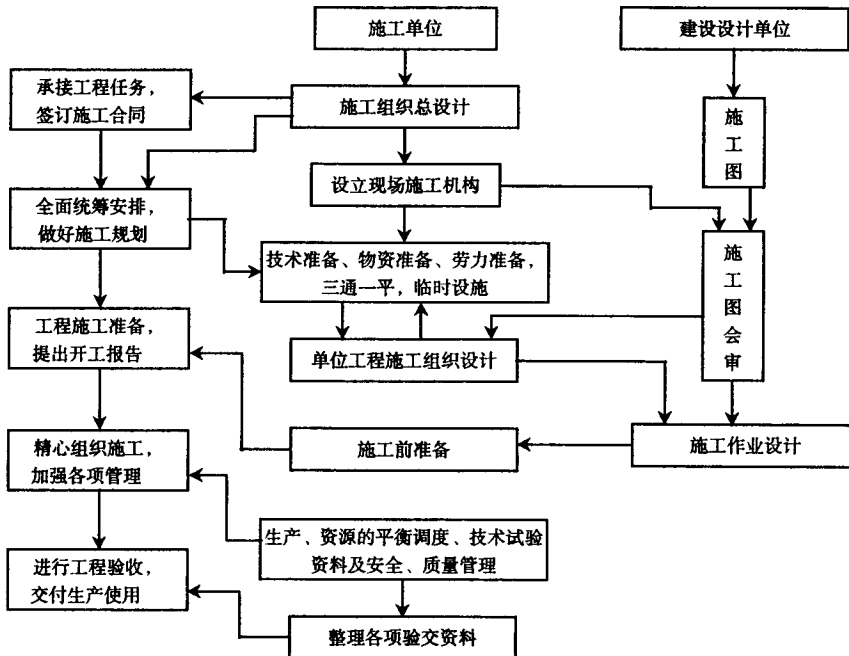 施工单位
建设设计单位
承接工程任务，
签订施工合同
施工组织总设计
施
工
图
设立现场施工机构
全面统筹安排，
做好施工规划
技术准备、物资准备、劳力准备，
三通一平，临时设施
施
工
图
会
审
工程施工准备，
提出开工报告
单位工程施工组织设计
精心组织施工，
加强各项管理
施工前准备
施工作业设计
生产、资源的平衡调度、技术试验
资料及安全、质量管理
进行工程验收，
交付生产使用
整理各项验交资料